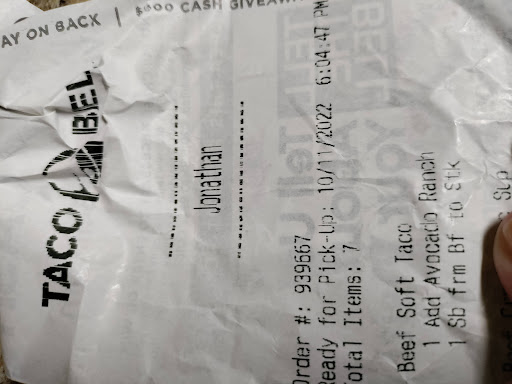 AY ON BACK | $500 CASH GIVEAWA
TACO BELL
Jonathan
Order #: 939667
Ready for Pick-Up: 10/11/2022 6:04:47 PM
Total Items: 7
Beef Soft Taco
1 Add Avocado Ranch
1 Sb frm Bf to Stk